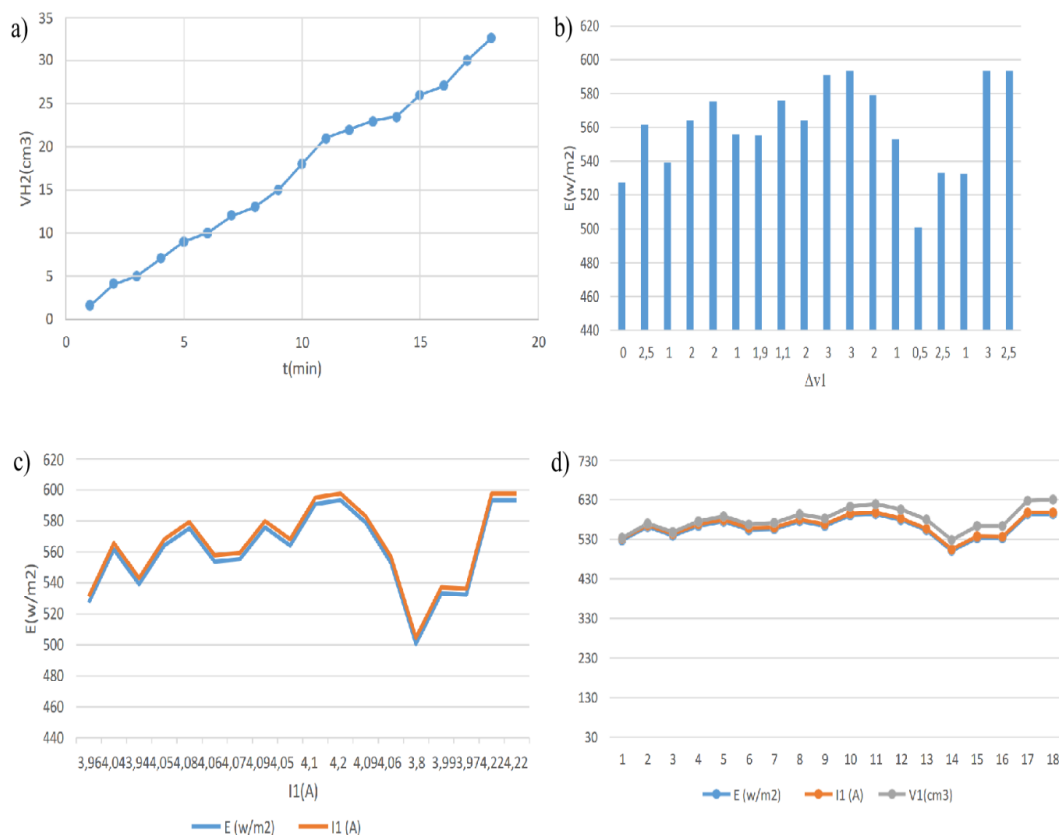 a)
VH2(cm3)
35
30
25
20
15
10
5
0
0 5 10 15 20
t(min)
b)
E(w/m2)
620
600
580
560
540
520
500
480
460
440
0 2,5 1 2 2 1 1,9 1,1 2 3 3 2 1 0,5 2,5 1 3 2,5
Δv1
c)
E(w/m2)
620
600
580
560
540
520
500
480
460
440
3,964,043,944,054,084,064,074,094,05 4,1 4,2 4,094,06 3,8 3,993,974,224,22
I1(A)
E (w/m2) I1 (A)
d)
730
630
530
430
330
230
130
30
1 2 3 4 5 6 7 8 9 10 11 12 13 14 15 16 17 18
E (w/m2) I1 (A) V1(cm3)